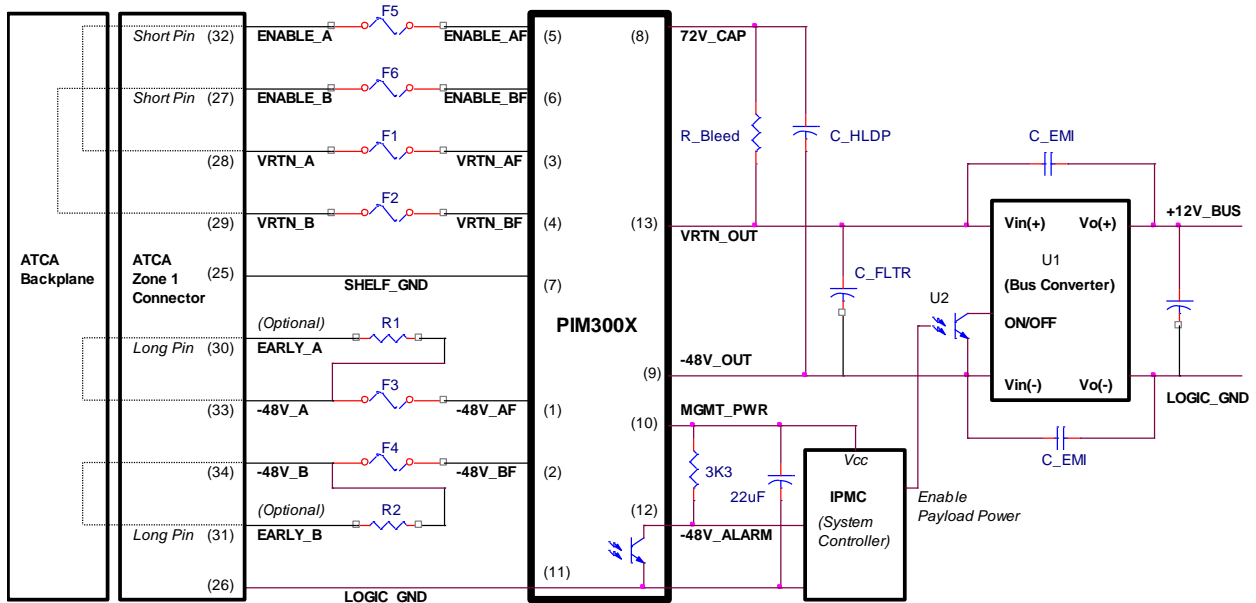 Short Pin
(32)
ENABLE_A
F5
ENABLE_AF
(5)
(8)
72V_CAP
Short Pin
(27)
ENABLE_B
F6
ENABLE_BF
(6)
R_Bleed
C_HLDP
C_EMI
(28)
VRTN_A
F1
VRTN_AF
(3)
(29)
VRTN_B
F2
VRTN_BF
(4)
(13)
VRTN_OUT
Vin(+)
Vo(+)
+12V_BUS
ATCA
Backplane
ATCA
Zone 1
Connector
(25)
SHELF_GND
(7)
C_FLTR
U1
(Bus Converter)
U2
ON/OFF
PIM300X
(Optional)
R1
Long Pin
(30)
EARLY_A
-48V_OUT
(9)
Vin(-)
Vo(-)
LOGIC_GND
(33)
-48V_A
F3
-48V_AF
(1)
(10)
MGMT_PWR
(34)
-48V_B
F4
-48V_BF
(2)
3K3
22uF
Vcc
IPMC
(System
Controller)
Enable
Payload Power
C_EMI
(Optional)
R2
Long Pin
(31)
EARLY_B
(12)
-48V_ALARM
(26)
LOGIC_GND
(11)